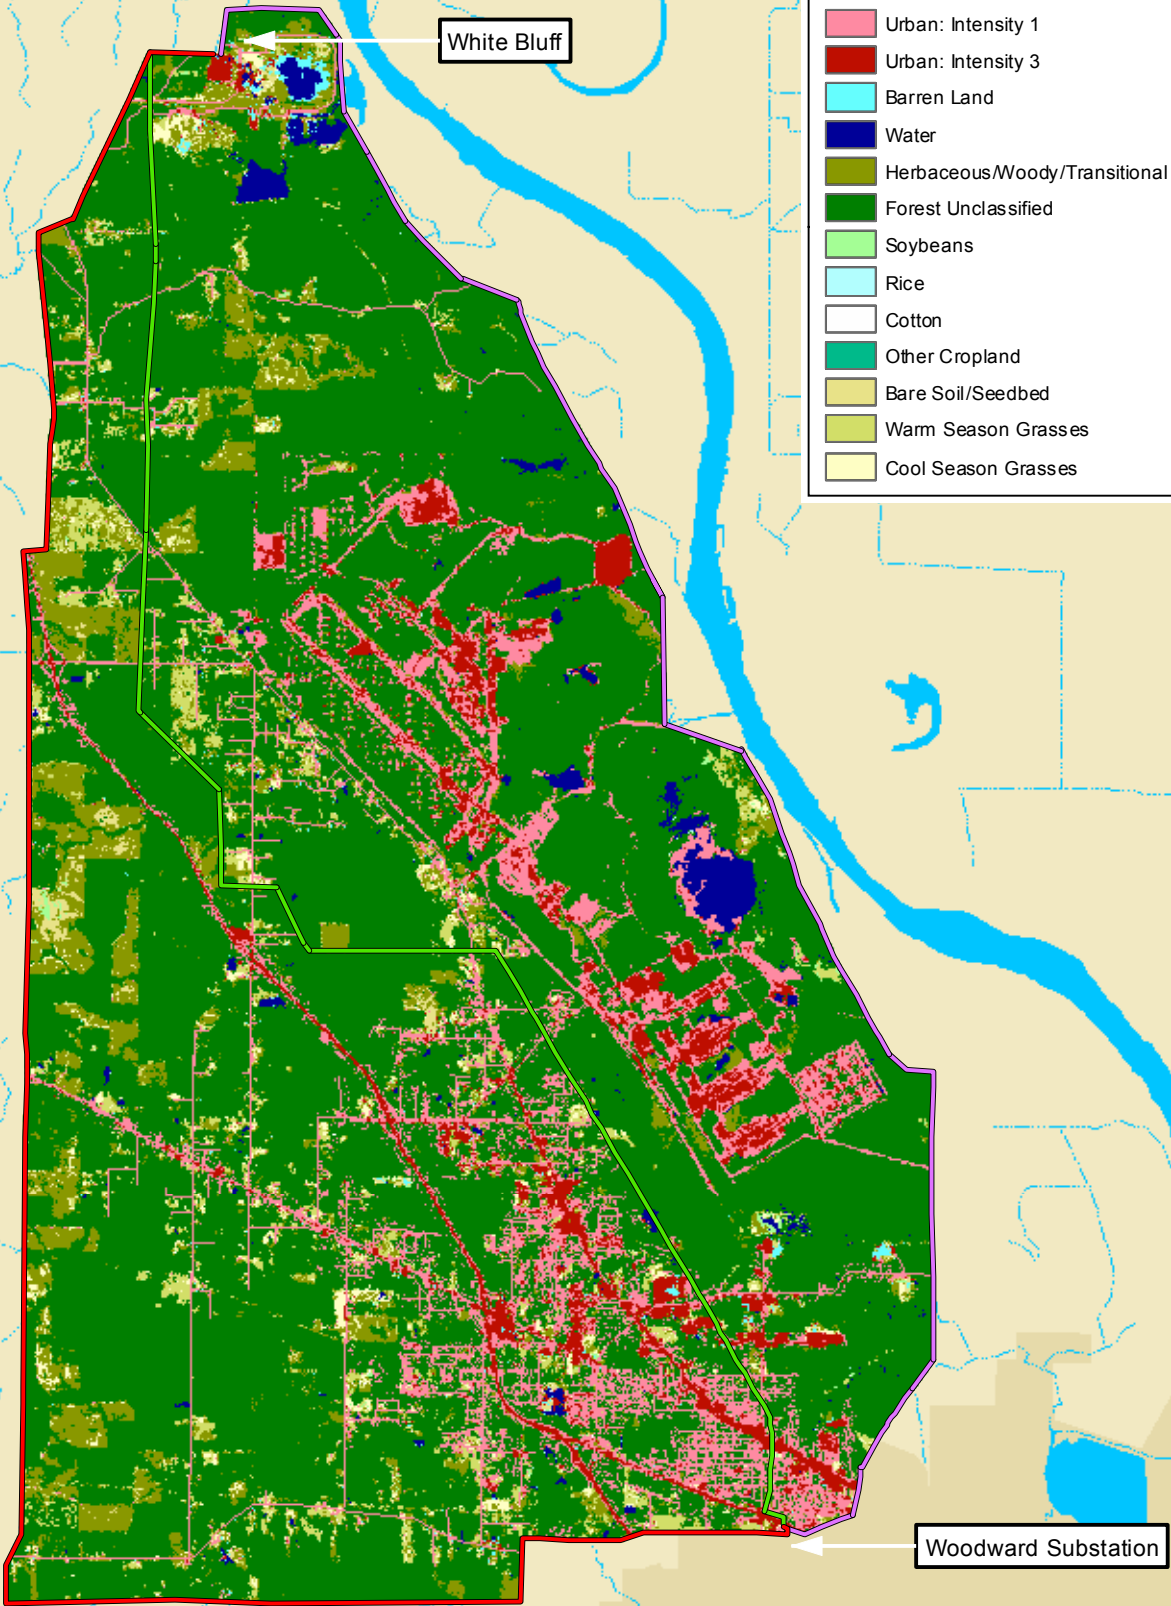 White Bluff
Urban: Intensity 1
Urban: Intensity 3
Barren Land
Water
Herbaceous/Woody/Transitional
Forest Unclassified
Soybeans
Rice
Cotton
Other Cropland
Bare Soil/Seedbed
Warm Season Grasses
Cool Season Grasses
Woodward Substation